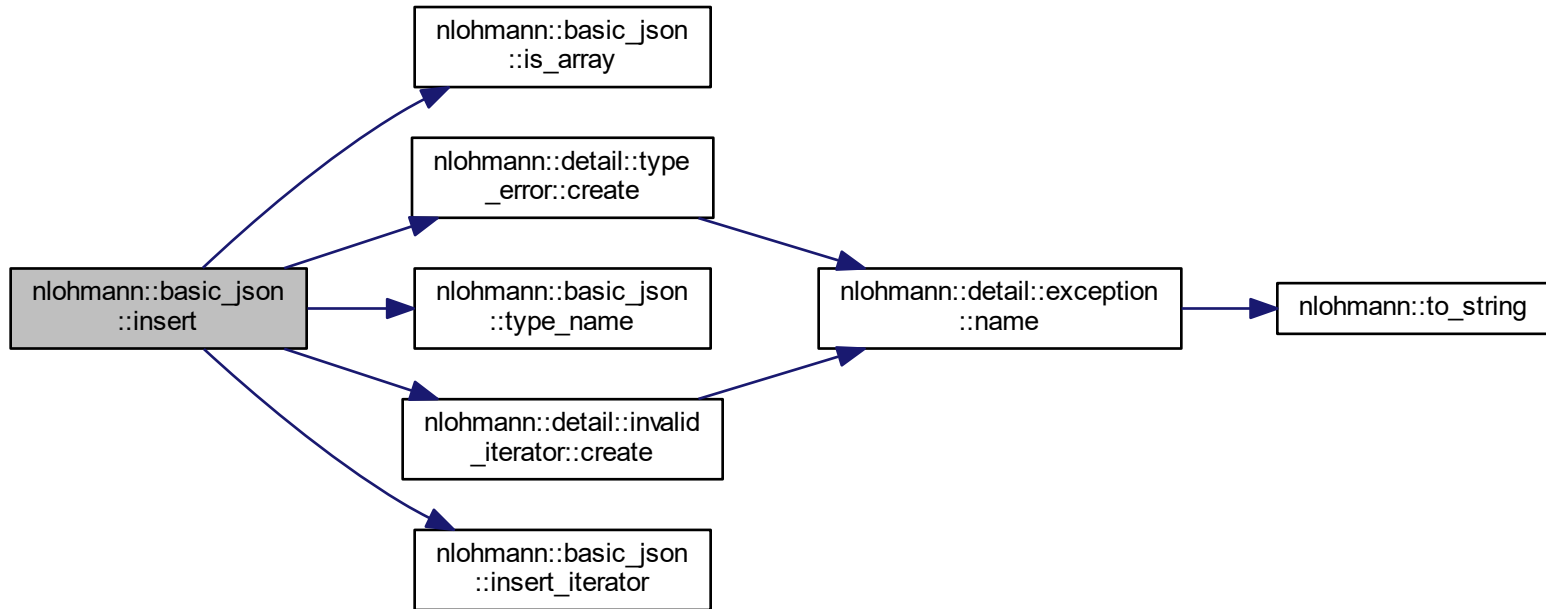 nlohmann::basic_json
::is_array
nlohmann::detail::type
_error::create
nlohmann::basic_json
::insert
nlohmann::basic_json
::type_name
nlohmann::detail::exception
::name
nlohmann::to_string
nlohmann::detail::invalid
_iterator::create
nlohmann::basic_json
::insert_iterator